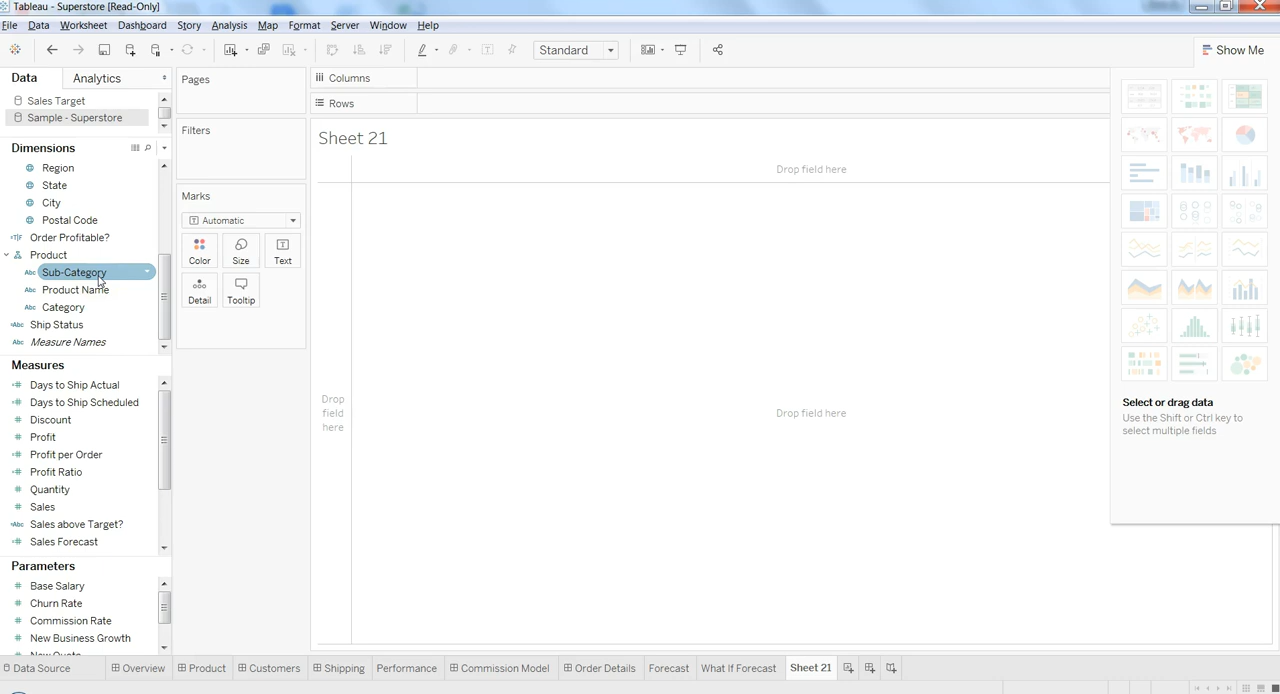 Tableau - Superstore [Read-Only]
File Data Worksheet Dashboard Story Analysis Map Format Server Window Help
Standard
Show Me
Data Analytics
Sales Target
Sample - Superstore
Dimensions
Region
State
City
Postal Code
Order Profitable?
Product
Sub-Category
Product Name
Category
Ship Status
Measure Names
Measures
Days to Ship Actual
Days to Ship Scheduled
Discount
Profit
Profit per Order
Profit Ratio
Quantity
Sales
Sales above Target?
Sales Forecast
Parameters
Base Salary
Churn Rate
Commission Rate
New Business Growth
New Quota
Pages
Filters
Marks
Automatic
Color Size Text
Detail Tooltip
Columns
Rows
Sheet 21
Drop field here
Drop
field
here
Drop field here
Select or drag data
Use the Shift or Ctrl key to
select multiple fields
Data Source Overview Product Customers Shipping Performance Commission Model Order Details Forecast What If Forecast Sheet 21